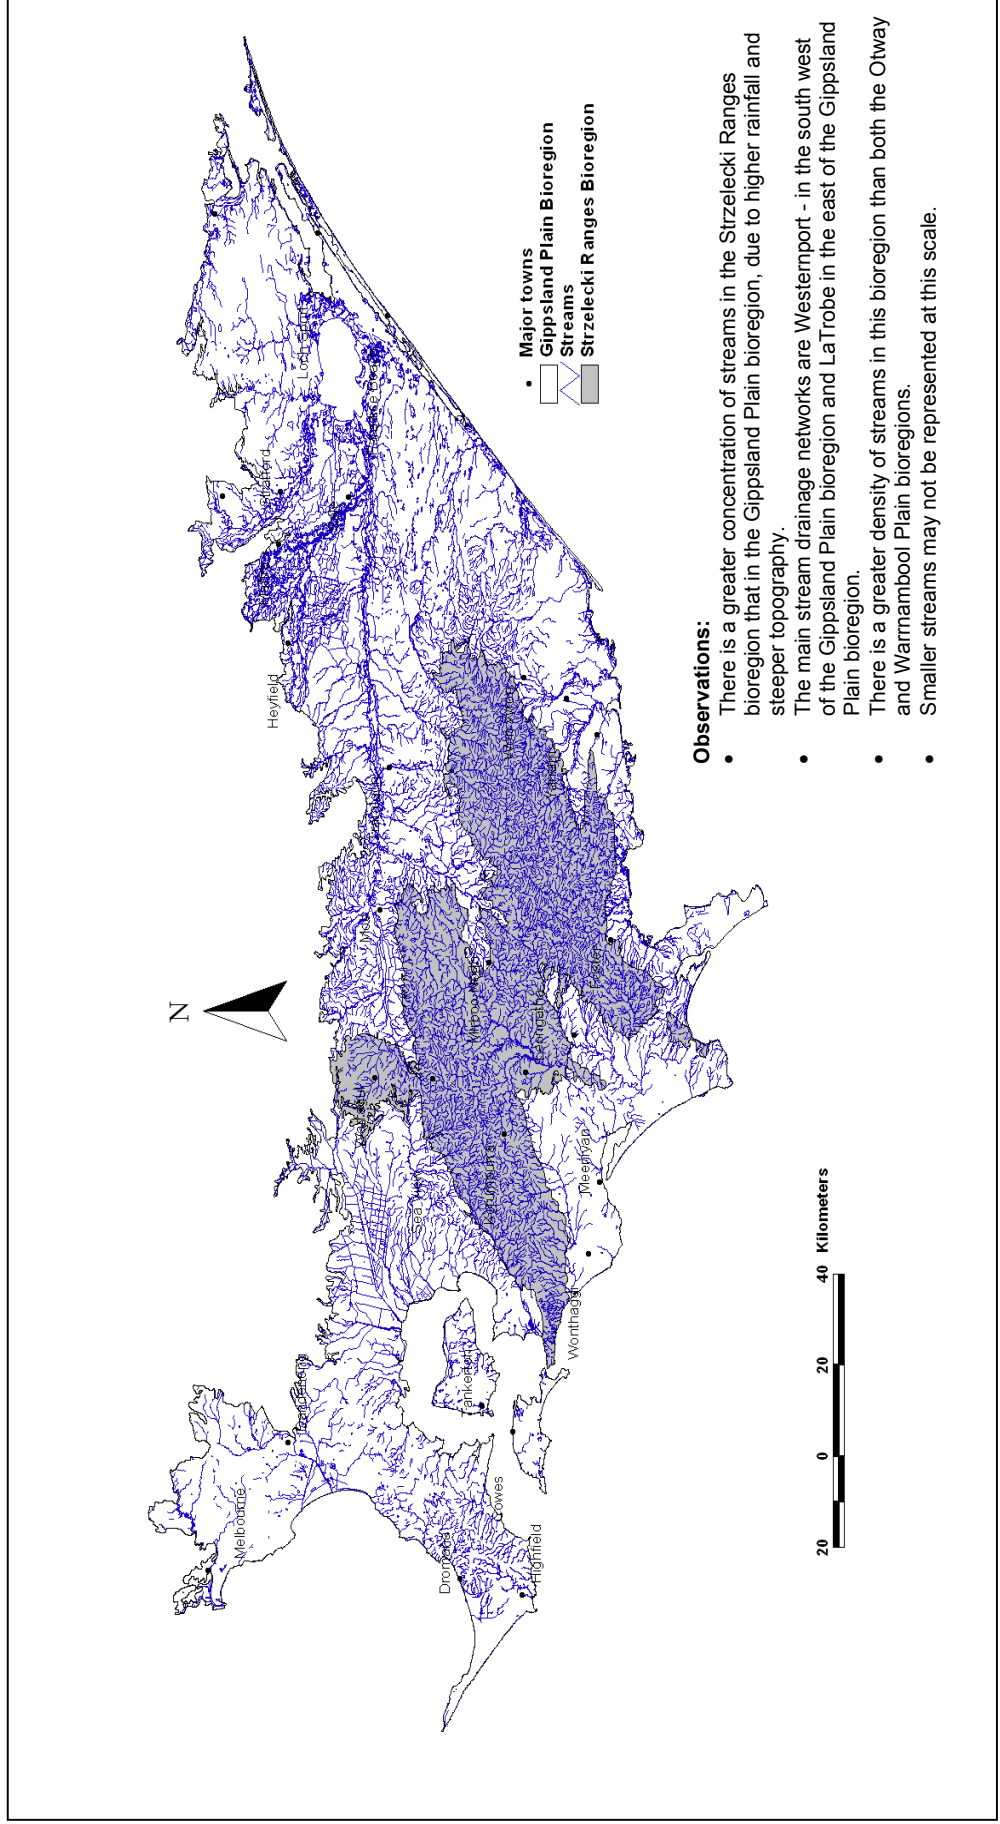 N
Melbourne
Dandenong
Dromana
Highfield
Cowes
Wonthaggi
Meeniyan
Leongatha
Foster
Heyfield
Stratford
Major towns
Gippsland Plain Bioregion
Streams
Strzelecki Ranges Bioregion
20 0 20 40 Kilometers
Observations:
• There is a greater concentration of streams in the Strzelecki Ranges
bioregion that in the Gippsland Plain bioregion, due to higher rainfall and
steeper topography.
• The main stream drainage networks are Westernport - in the south west
of the Gippsland Plain bioregion and LaTrobe in the east of the Gippsland
Plain bioregion.
• There is a greater density of streams in this bioregion than both the Otway
and Warrnambool Plain bioregions.
• Smaller streams may not be represented at this scale.